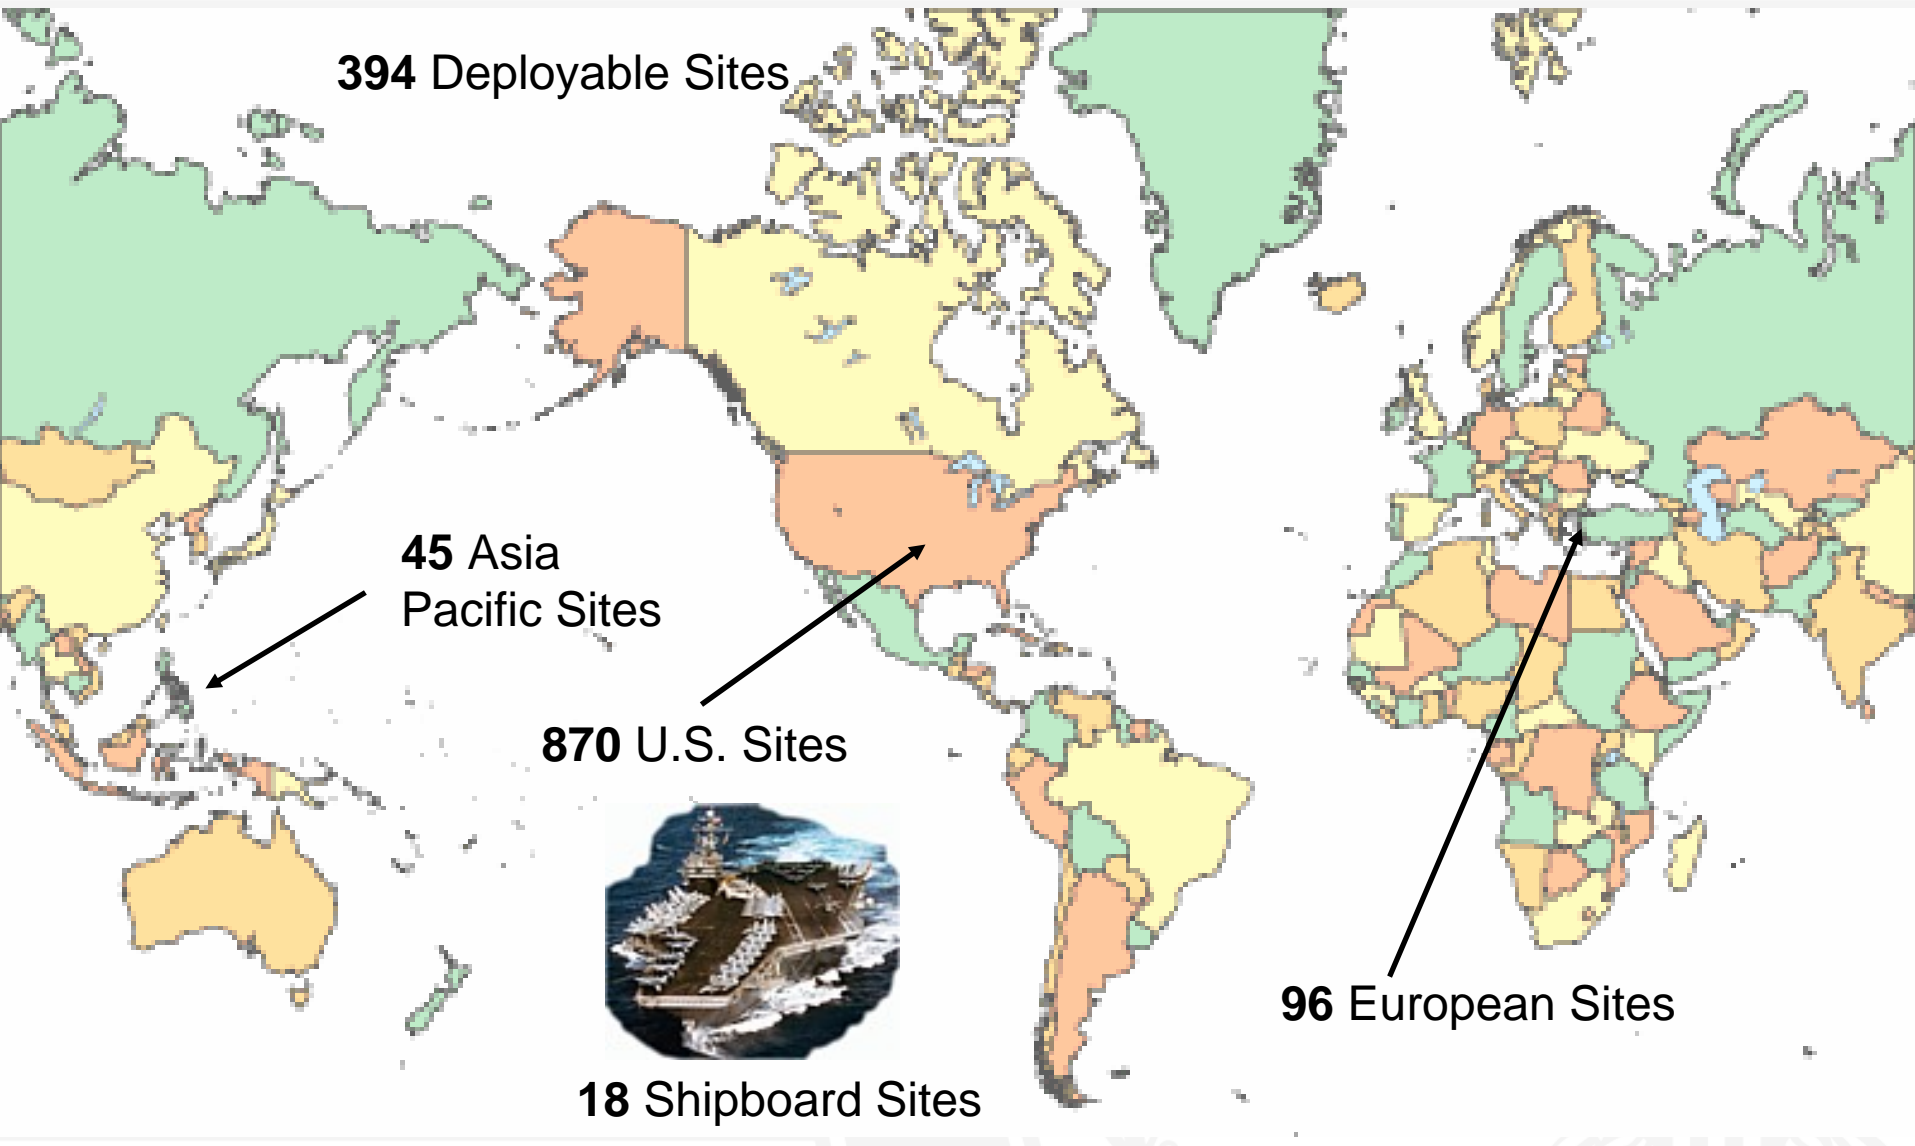 394 Deployable Sites
45 Asia
Pacific Sites
870 U.S. Sites
96 European Sites
18 Shipboard Sites